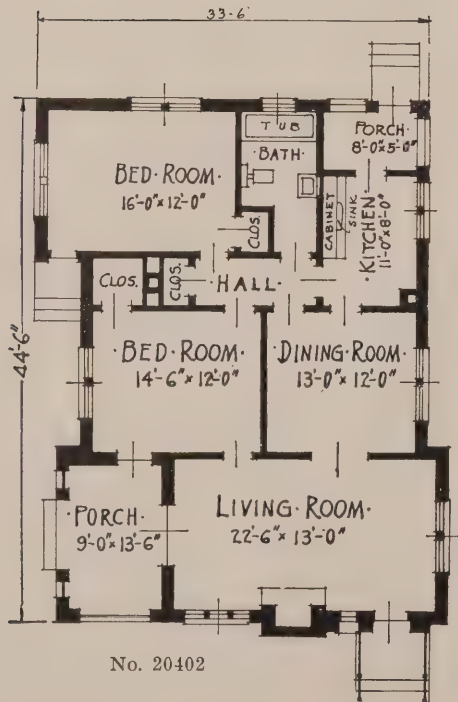 33-6
PORCH
8'-0"x5'-0"
TUB
·BATH·
BED·ROOM·
16'-0"x12'-0"
CLOS.
CABINET
SINK
KITCHEN
11'-0"x8'-0"
CLOS.
CLOS.
·HALL·
44'-6"
·BED·ROOM·
14'-6"x12'-0"
·DINING·ROOM·
13'-0"x12'-0"
·PORCH·
9'-0"x13'-6"
LIVING·ROOM·
22'-6"x13'-0"
No. 20402